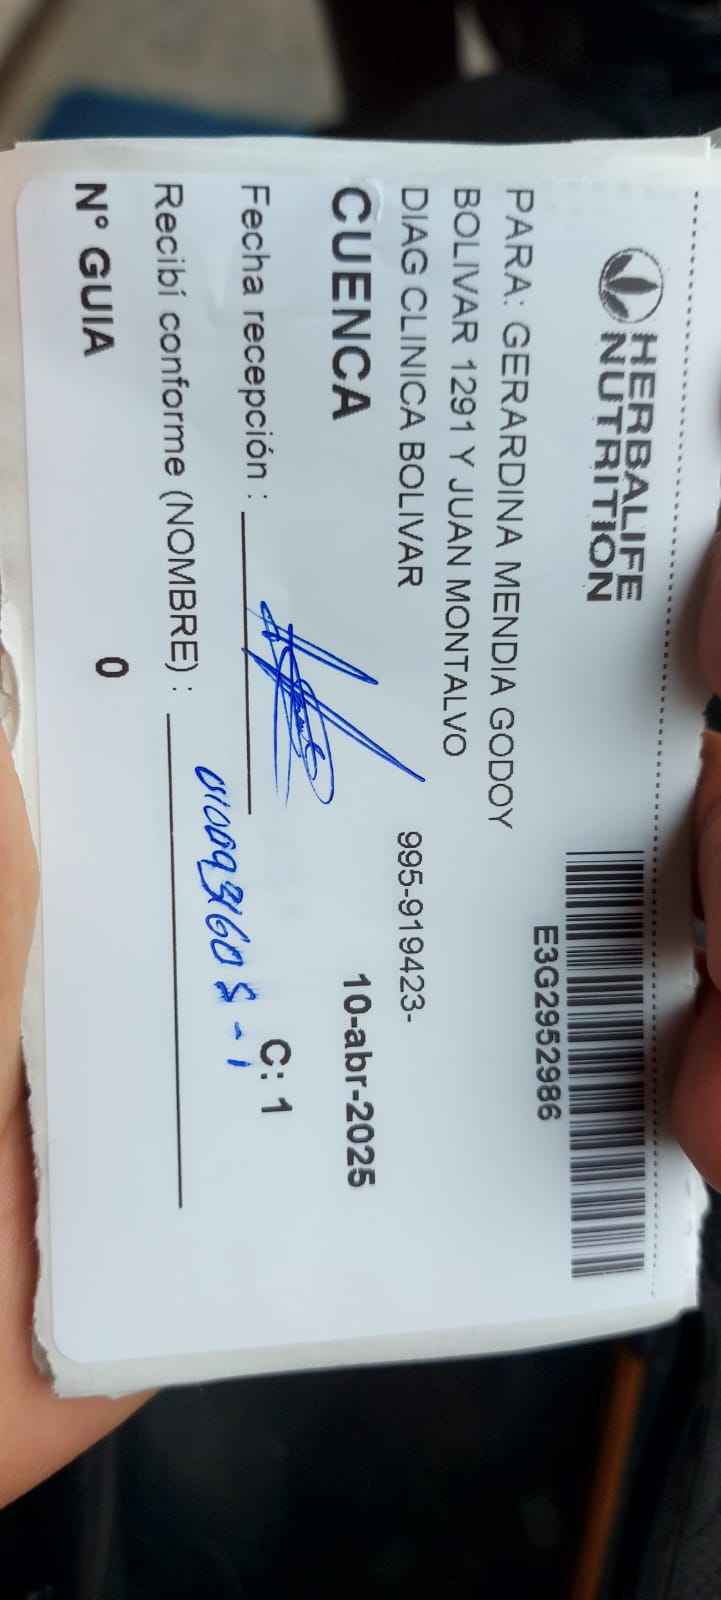 HERBALIFE
NUTRITION
E3G2952986
PARA: GERARDINA MENDIA GODOY
BOLIVAR 1291 Y JUAN MONTALVO
DIAG CLINICA BOLIVAR 995-919423-
CUENCA 10-abr-2025
Fecha recepción :
C: 1
Recibí conforme (NOMBRE) :
N° GUIA 0